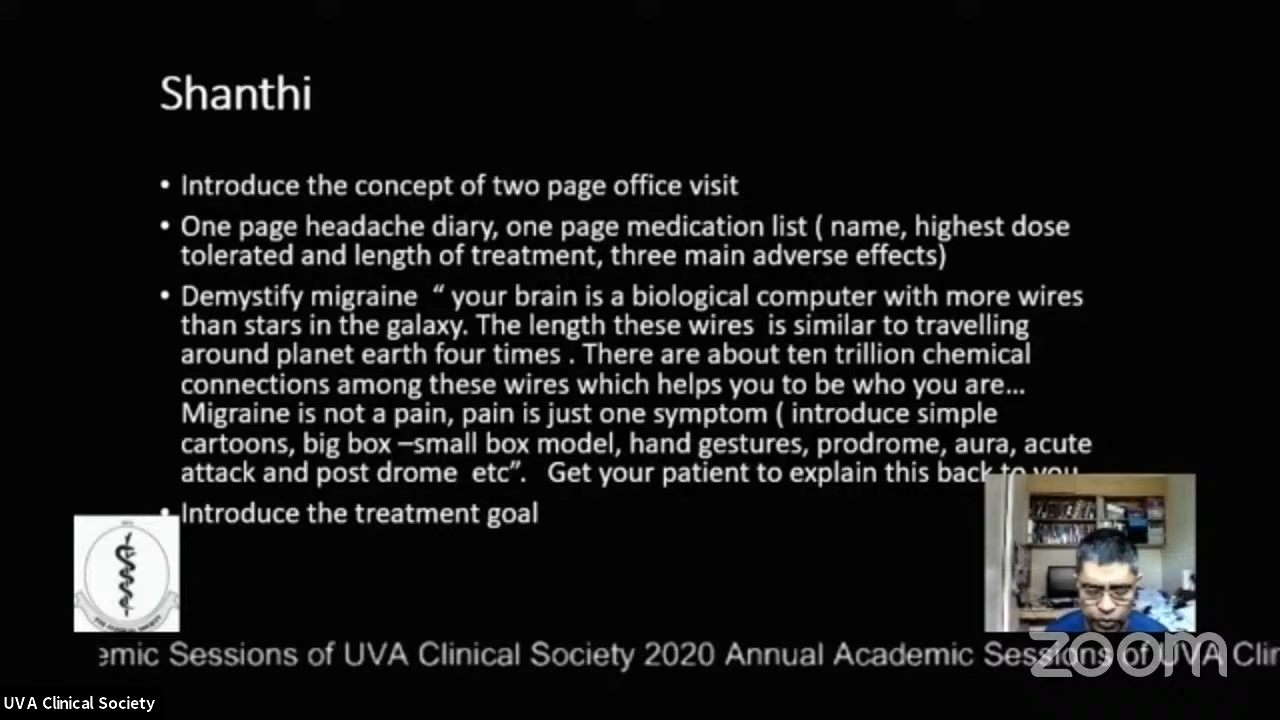 Shanthi
• Introduce the concept of two page office visit
• One page headache diary, one page medication list ( name, highest dose
tolerated and length of treatment, three main adverse effects)
• Demystify migraine “ your brain is a biological computer with more wires
than stars in the galaxy. The length these wires is similar to travelling
around planet earth four times . There are about ten trillion chemical
connections among these wires which helps you to be who you are...
Migraine is not a pain, pain is just one symptom ( introduce simple
cartoons, big box –small box model, hand gestures, prodrome, aura, acute
attack and post drome etc”. Get your patient to explain this back to you
• Introduce the treatment goal
emic Sessions of UVA Clinical Society 2020 Annual Academic Sessions of UVA Clin
zoom
UVA Clinical Society